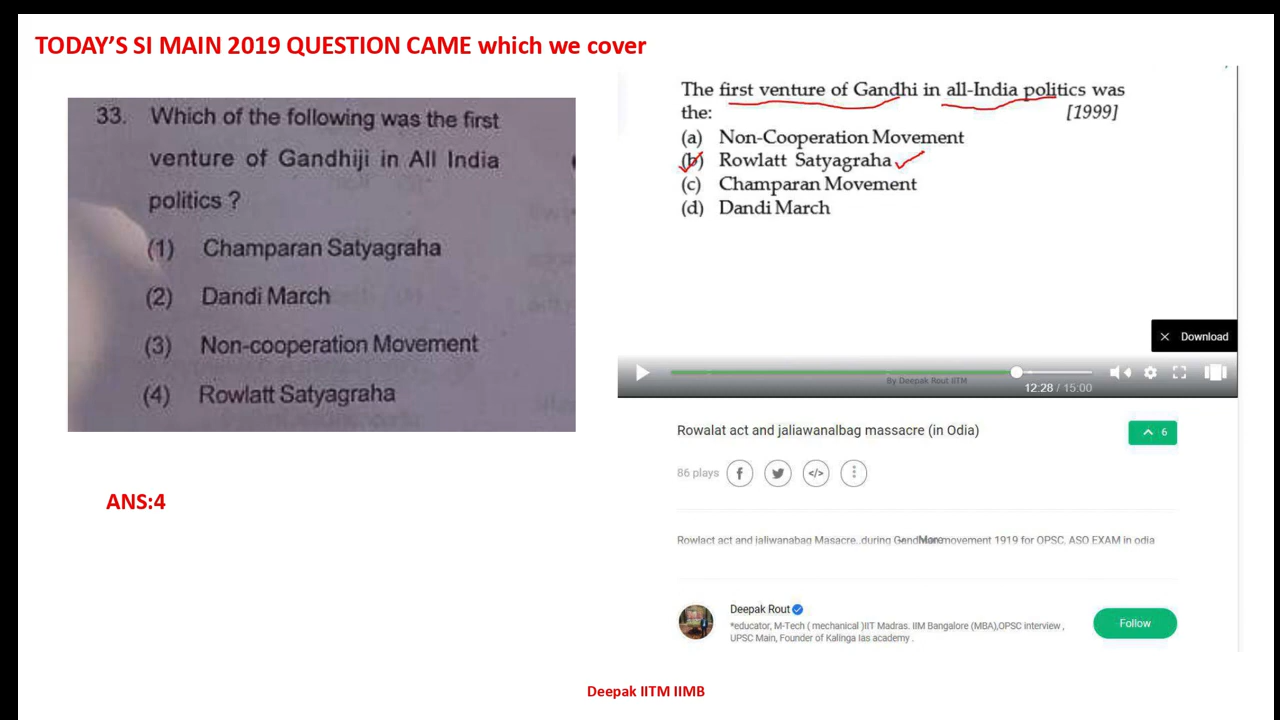 TODAY'S SI MAIN 2019 QUESTION CAME which we cover
33. Which of the following was the first
venture of Gandhiji in All India
politics ?
(1) Champaran Satyagraha
(2) Dandi March
(3) Non-cooperation Movement
(4) Rowlatt Satyagraha
ANS:4
The first venture of Gandhi in all-India politics was
the: [1999]
(a) Non-Cooperation Movement
(b) Rowlatt Satyagraha
(c) Champaran Movement
(d) Dandi March
Download
By Deepak Rout IITM
12:28 / 15:00
Rowalat act and jaliawanalbag massacre (in Odia)
6
86 plays
Rowlact act and jaliwanabag Masacre..during movement 1919 for OPSC, ASO EXAM in odia
More
Deepak Rout
*educator, M-Tech ( mechanical )IIT Madras. IIM Bangalore (MBA),OPSC interview ,
UPSC Main, Founder of Kalinga Ias academy .
Follow
Deepak IITM IIMB